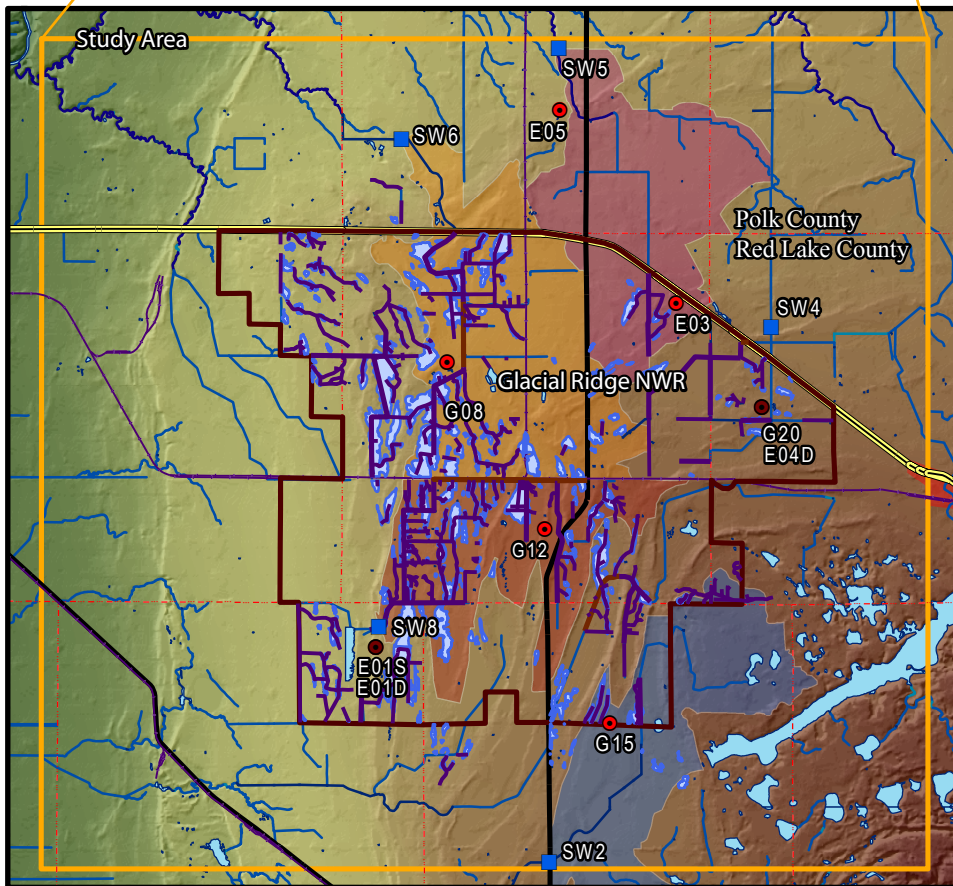 Study Area
SW5
E05
SW6
Polk County
Red Lake County
E03
SW4
Glacial Ridge NWR
G08
G20
E04D
G12
SW8
E01S
E01D
G15
SW2